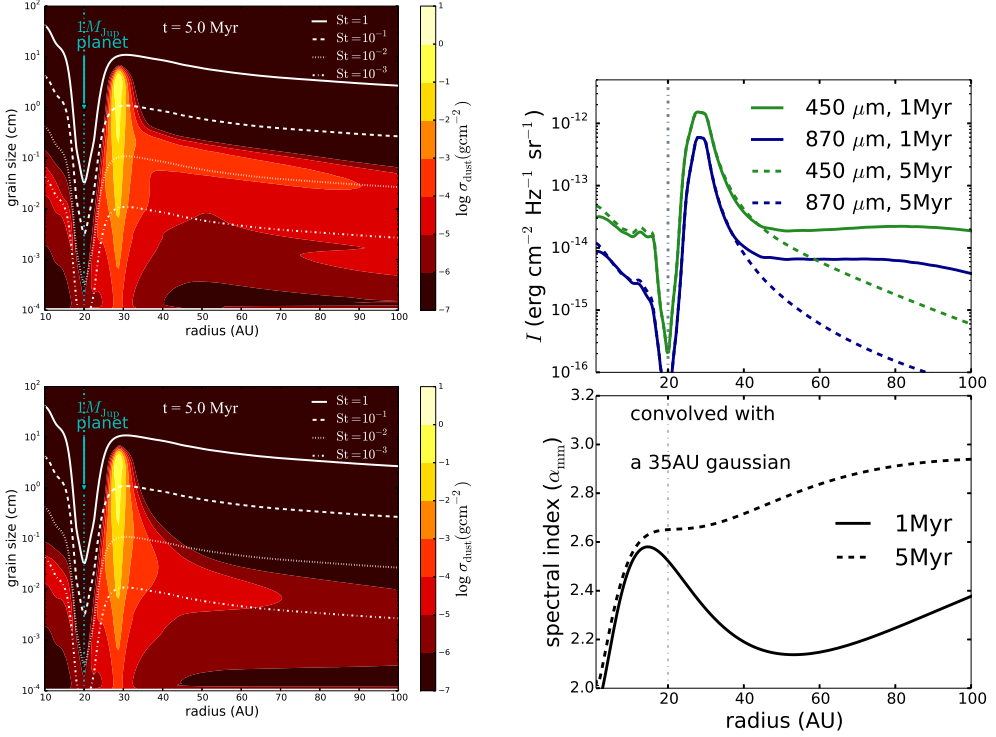 1M_Jup
planet
t = 5.0 Myr
St=1
St=10^-1
St=10^-2
St=10^-3
10^2
10^1
10^0
10^-1
10^-2
10^-3
10^-4
grain size (cm)
10 20 30 40 50 60 70 80 90 100
radius (AU)
1
0
−1
−2
−3
−4
−5
−6
−7
log σ_dust(gcm^-2)
1M_Jup
planet
t = 5.0 Myr
St=1
St=10^-1
St=10^-2
St=10^-3
10^2
10^1
10^0
10^-1
10^-2
10^-3
10^-4
grain size (cm)
10 20 30 40 50 60 70 80 90 100
radius (AU)
1
0
−1
−2
−3
−4
−5
−6
−7
log σ_dust(gcm^-2)
450 μm, 1Myr
870 μm, 1Myr
450 μm, 5Myr
870 μm, 5Myr
10^-12
10^-13
10^-14
10^-15
10^-16
I (erg cm^-2 Hz^-1 sr^-1)
20 40 60 80 100
convolved with
a 35AU gaussian
1Myr
5Myr
3.2
3.0
2.8
2.6
2.4
2.2
2.0
spectral index (α_mm)
20 40 60 80 100
radius (AU)